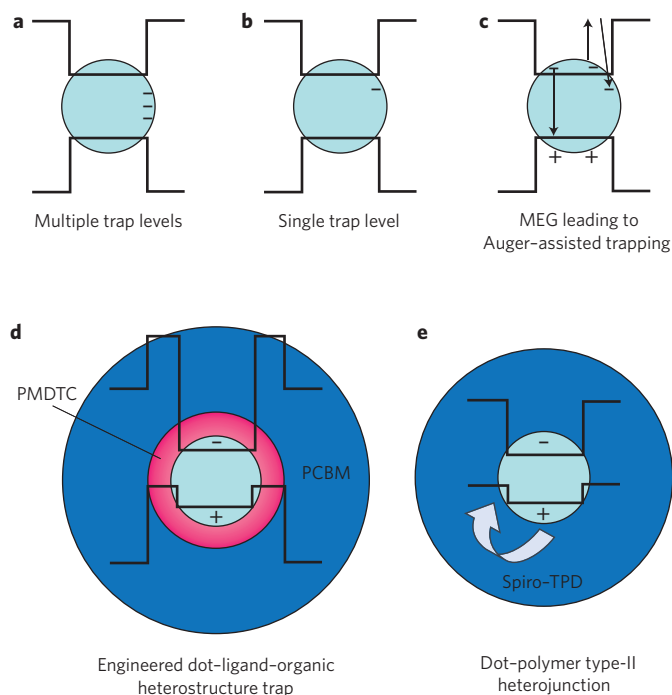 a
b
c
−
−
−
−
−
−
−
+ +
Multiple trap levels
Single trap level
MEG leading to
Auger–assisted trapping
d
e
PMDTC
−
PCBM
+
−
+
Spiro–TPD
Engineered dot–ligand–organic
heterostructure trap
Dot–polymer type-II
heterojunction